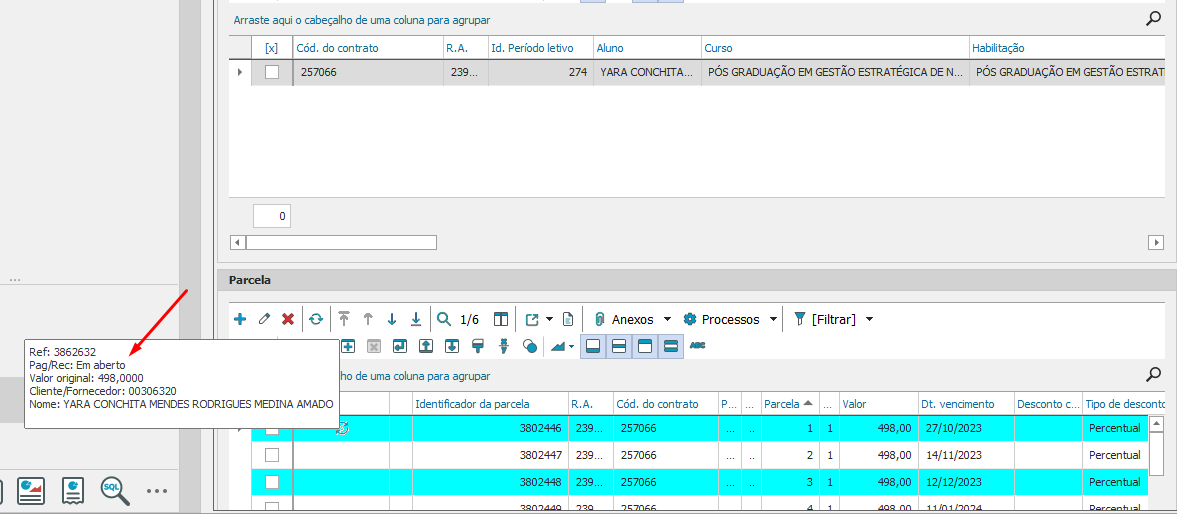 Arraste aqui o cabeçalho de uma coluna para agrupar
[x] Cód. do contrato R.A. Id. Período letivo Aluno Curso Habilitação
257066 239... 274 YARA CONCHITA... PÓS GRADUAÇÃO EM GESTÃO ESTRATÉGICA DE N... PÓS GRADUAÇÃO EM GESTÃO ESTRAT
0
...
Parcela
1/6 Anexos Processos [Filtrar]
ABC
Ref: 3862632
Pag/Rec: Em aberto
Valor original: 498,0000
Cliente/Fornecedor: 00306320
Nome: YARA CONCHITA MENDES RODRIGUES MEDINA AMADO
ho de uma coluna para agrupar
Identificador da parcela R.A. Cód. do contrato P... ... Parcela ... Valor Dt. vencimento Desconto c... Tipo de desconto
3802446 239... 257066 ... ... 1 1 498,00 27/10/2023 Percentual
3802447 239... 257066 ... ... 2 1 498,00 14/11/2023 Percentual
3802448 239... 257066 ... ... 3 1 498,00 12/12/2023 Percentual
3802449 239... 257066 ... ... 4 1 498,00 11/01/2024 Percentual
SQL
...